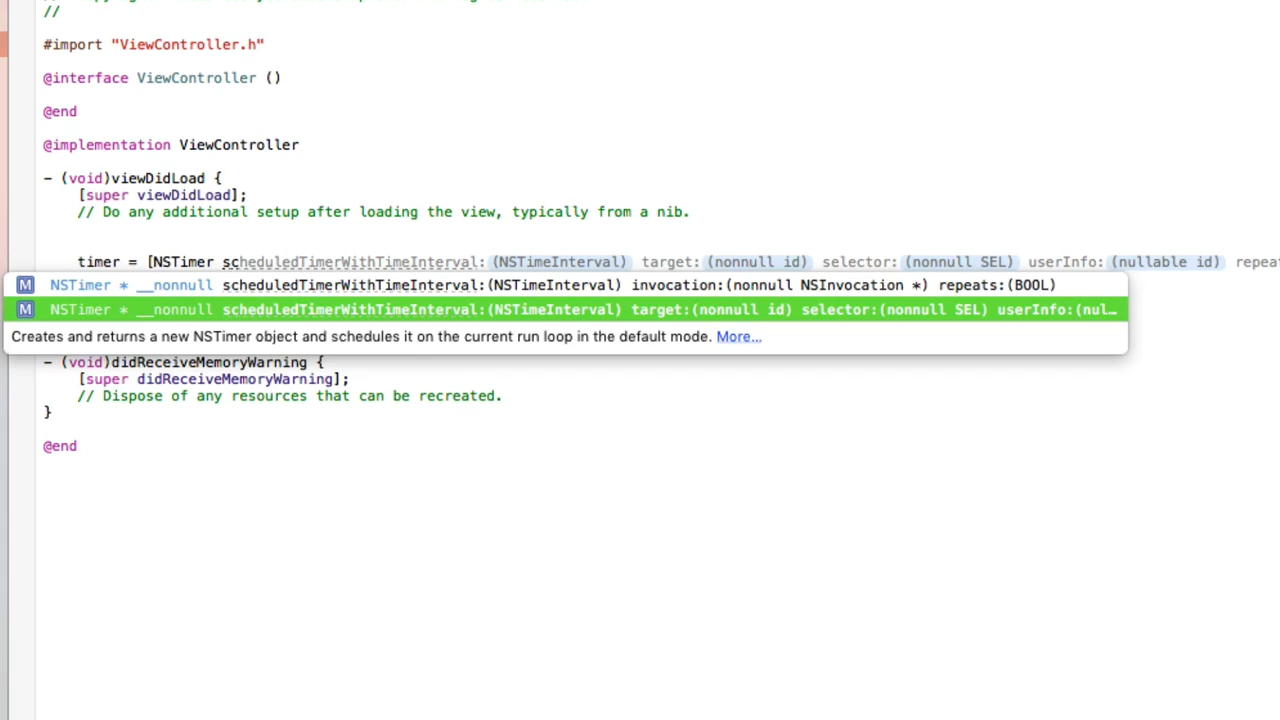 //
#import "ViewController.h"
@interface ViewController ()
@end
@implementation ViewController
- (void)viewDidLoad {
[super viewDidLoad];
// Do any additional setup after loading the view, typically from a nib.
timer = [NSTimer scheduledTimerWithTimeInterval:(NSTimeInterval) target:(nonnull id) selector:(nonnull SEL) userInfo:(nullable id) repea
M NSTimer * __nonnull scheduledTimerWithTimeInterval:(NSTimeInterval) invocation:(nonnull NSInvocation *) repeats:(BOOL)
M NSTimer * __nonnull scheduledTimerWithTimeInterval:(NSTimeInterval) target:(nonnull id) selector:(nonnull SEL) userInfo:(nul…
Creates and returns a new NSTimer object and schedules it on the current run loop in the default mode. More...
- (void)didReceiveMemoryWarning {
[super didReceiveMemoryWarning];
// Dispose of any resources that can be recreated.
}
@end